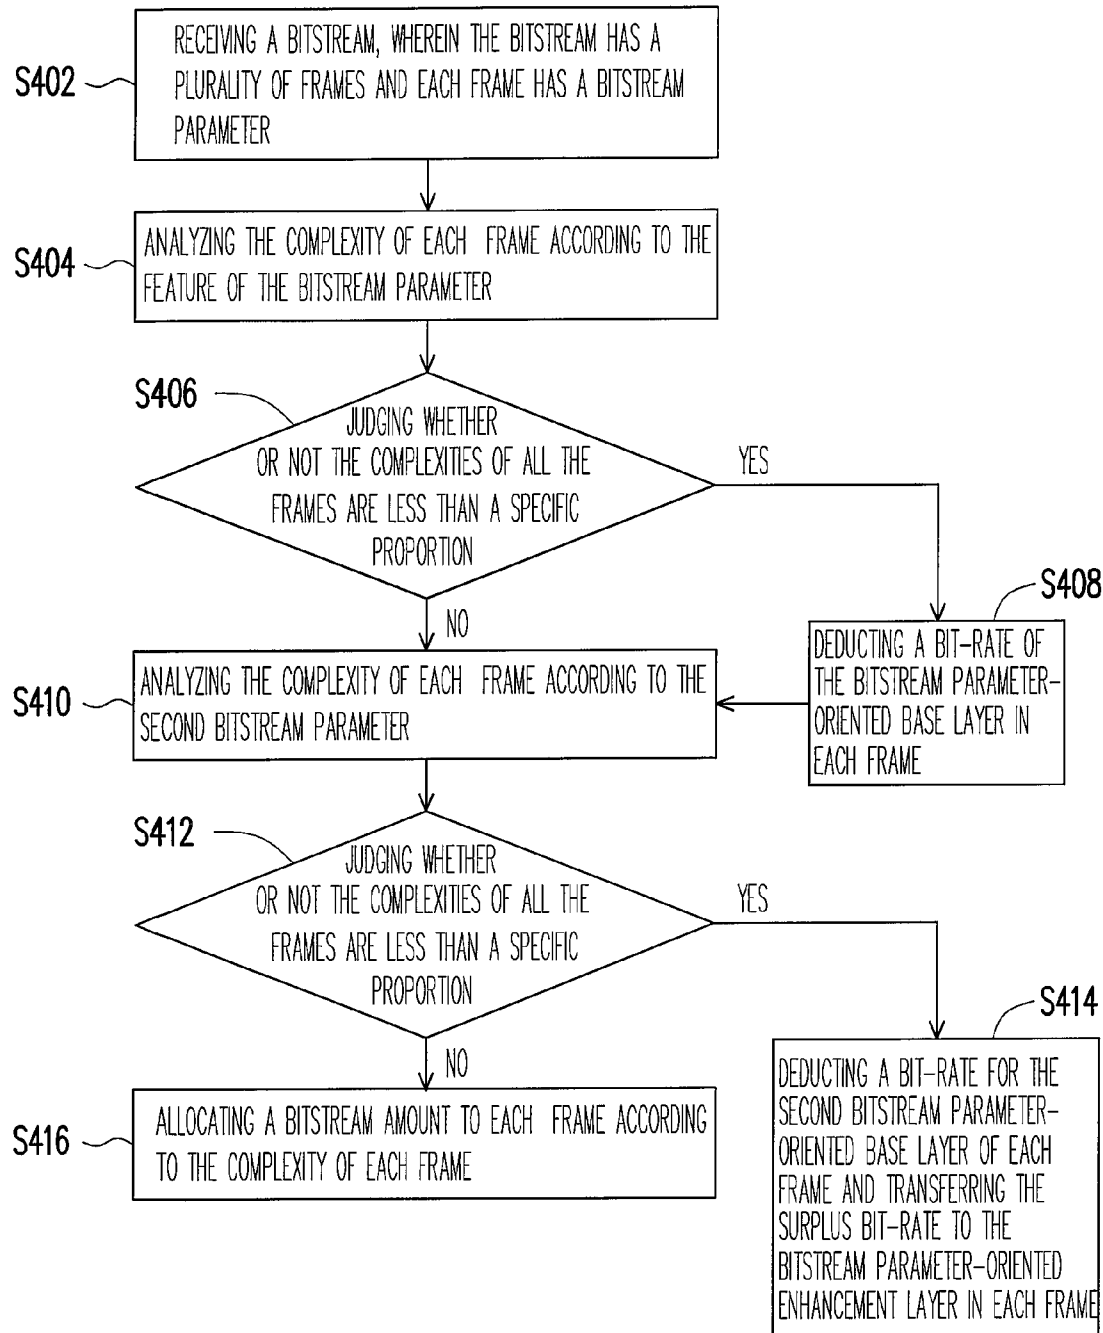 RECEIVING A BITSTREAM, WHEREIN THE BITSTREAM HAS A
PLURALITY OF FRAMES AND EACH FRAME HAS A BITSTREAM
PARAMETER
S402
ANALYZING THE COMPLEXITY OF EACH FRAME ACCORDING TO THE
FEATURE OF THE BITSTREAM PARAMETER
S404
S406
JUDGING WHETHER
OR NOT THE COMPLEXITIES OF ALL THE
FRAMES ARE LESS THAN A SPECIFIC
PROPORTION
YES
NO
S408
DEDUCTING A BIT-RATE OF
THE BITSTREAM PARAMETER-
ORIENTED BASE LAYER IN
EACH FRAME
S410
ANALYZING THE COMPLEXITY OF EACH FRAME ACCORDING TO THE
SECOND BITSTREAM PARAMETER
S412
JUDGING WHETHER
OR NOT THE COMPLEXITIES OF ALL THE
FRAMES ARE LESS THAN A SPECIFIC
PROPORTION
YES
NO
S414
DEDUCTING A BIT-RATE FOR THE
SECOND BITSTREAM PARAMETER-
ORIENTED BASE LAYER OF EACH
FRAME AND TRANSFERRING THE
SURPLUS BIT-RATE TO THE
BITSTREAM PARAMETER-ORIENTED
ENHANCEMENT LAYER IN EACH FRAME
S416
ALLOCATING A BITSTREAM AMOUNT TO EACH FRAME ACCORDING
TO THE COMPLEXITY OF EACH FRAME